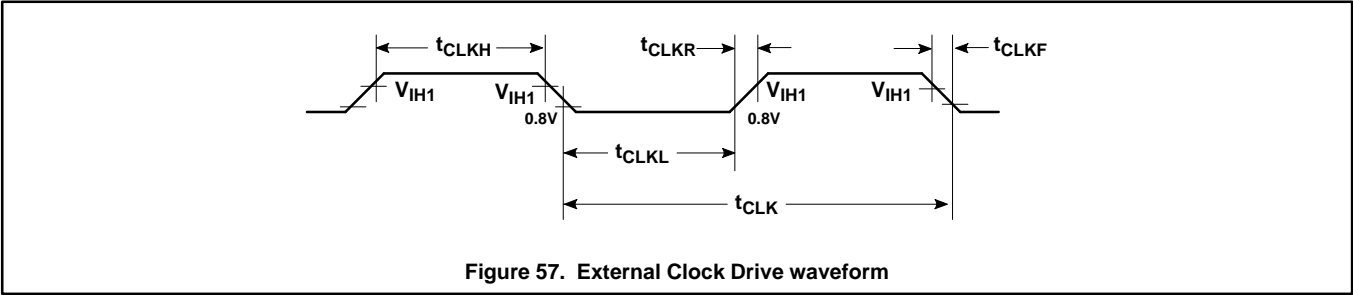 tCLKH
tCLKR
tCLKF
VIH1
VIH1
VIH1
VIH1
0.8V
0.8V
tCLKL
tCLK
Figure 57. External Clock Drive waveform